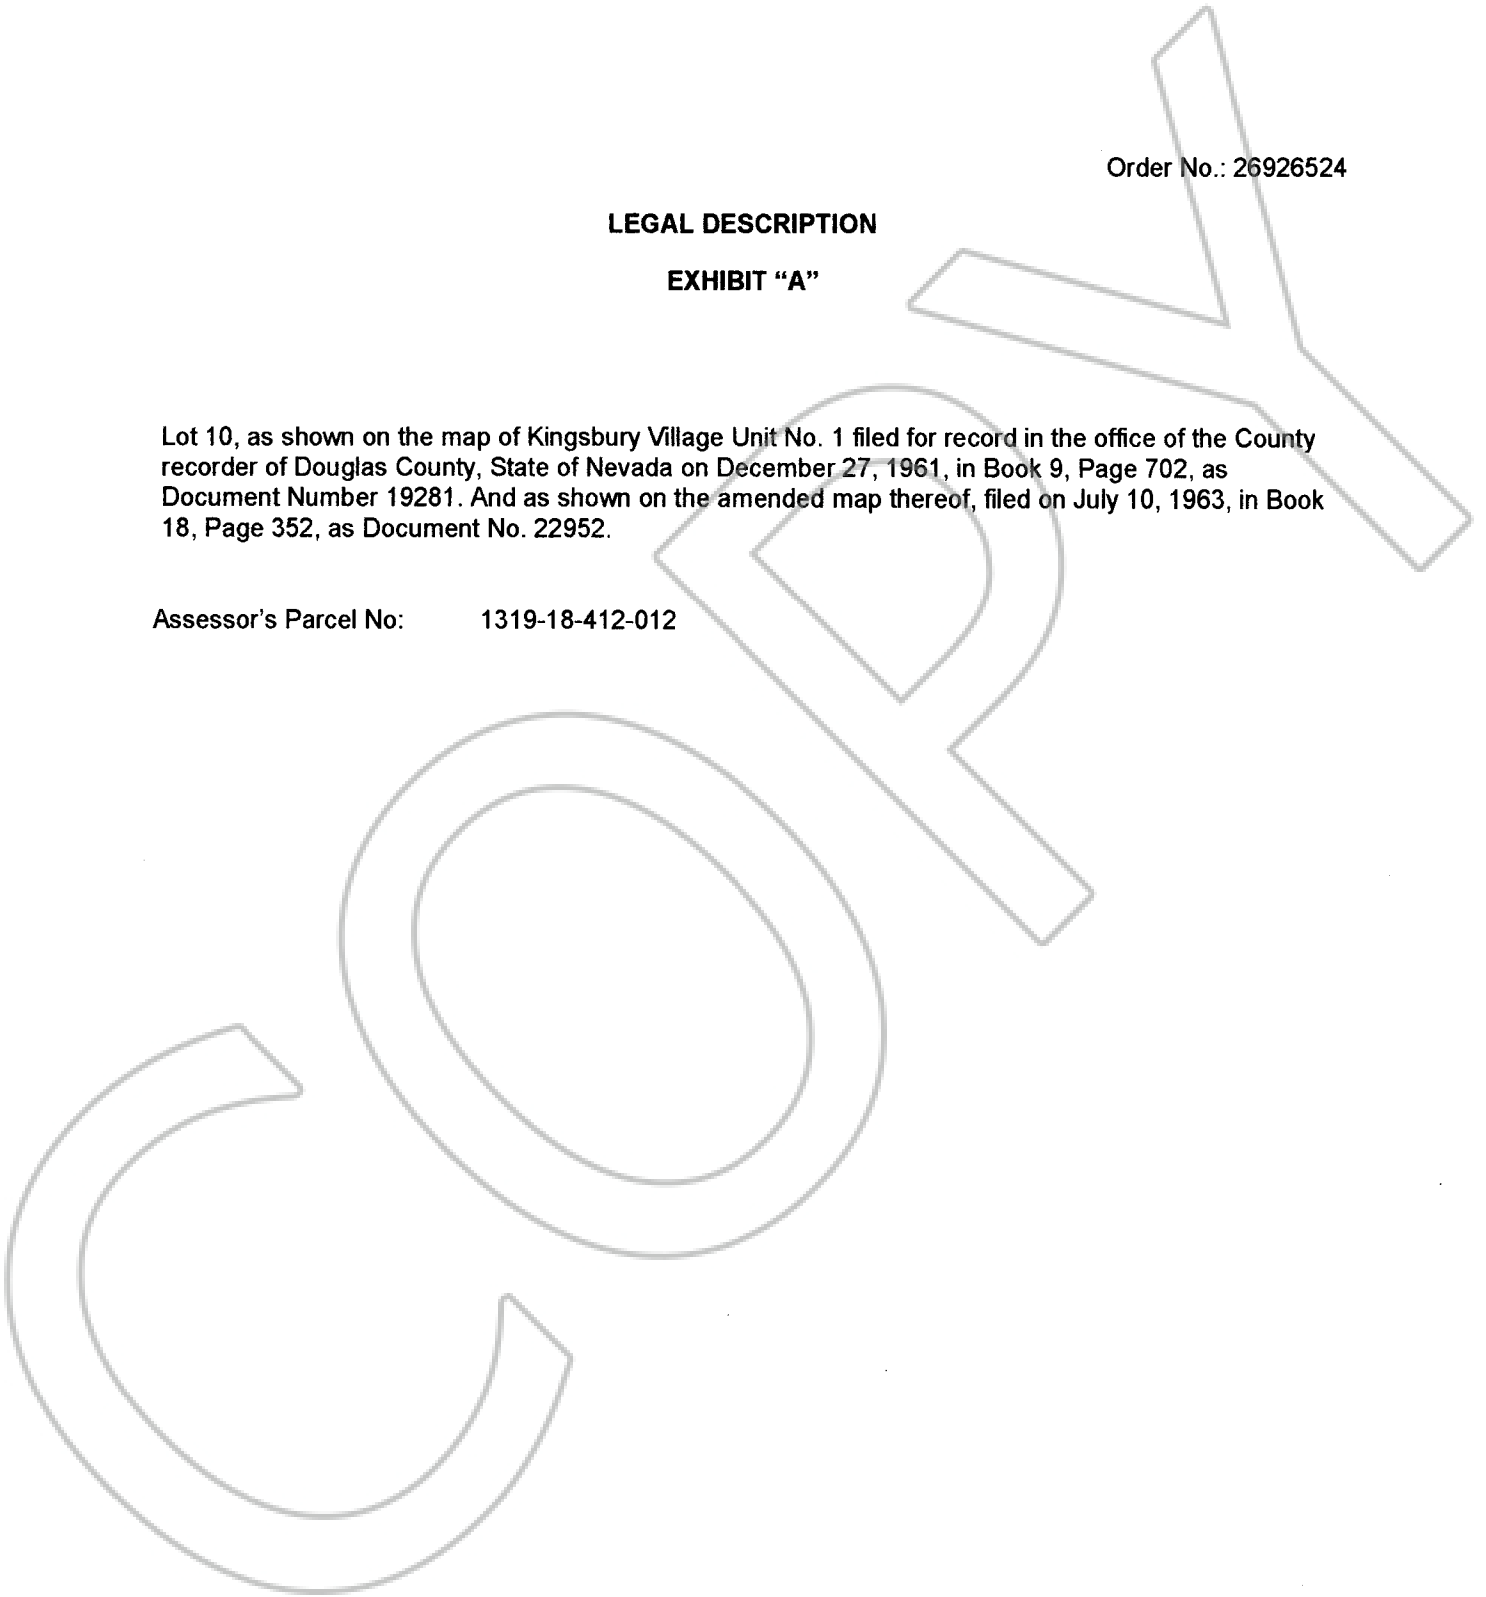 Order No.: 26926524
LEGAL DESCRIPTION
EXHIBIT “A”
Lot 10, as shown on the map of Kingsbury Village Unit No. 1 filed for record in the office of the County
recorder of Douglas County, State of Nevada on December 27, 1961, in Book 9, Page 702, as
Document Number 19281. And as shown on the amended map thereof, filed on July 10, 1963, in Book
18, Page 352, as Document No. 22952.
Assessor’s Parcel No: 1319-18-412-012
COPY